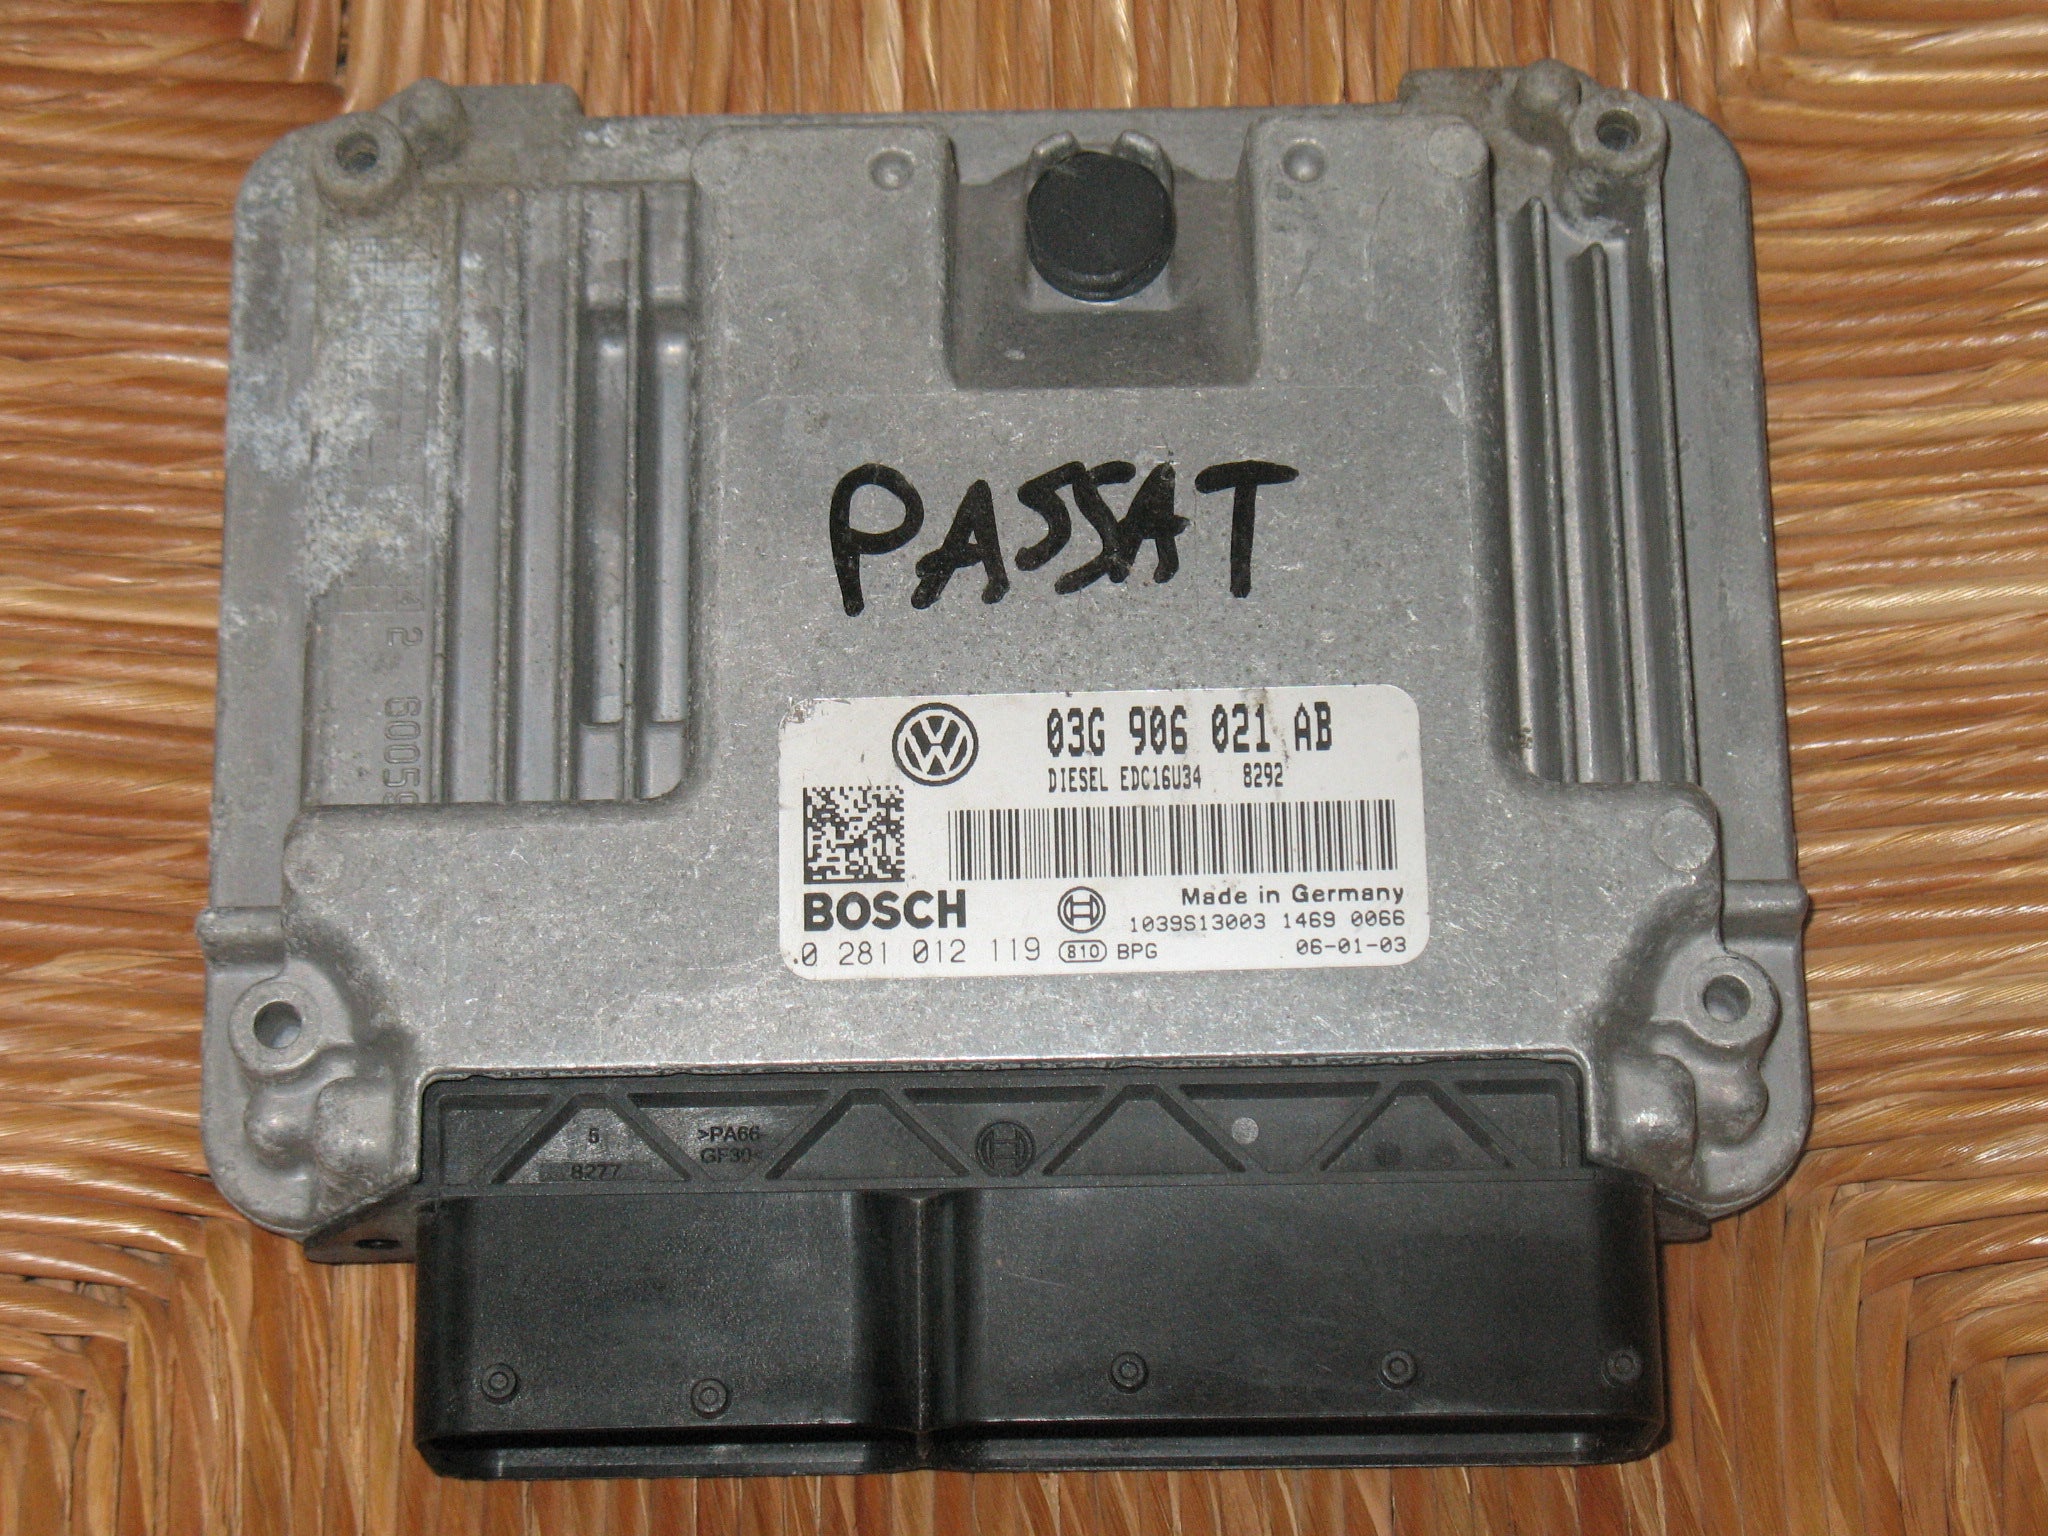 PASSAT
03G 906 021 AB
DIESEL EDC16U34 8292
BOSCH
Made in Germany
1039S13003 1469 0066
0 281 012 119 810 BPG 06-01-03
5
8277
>PA66-
GF30<